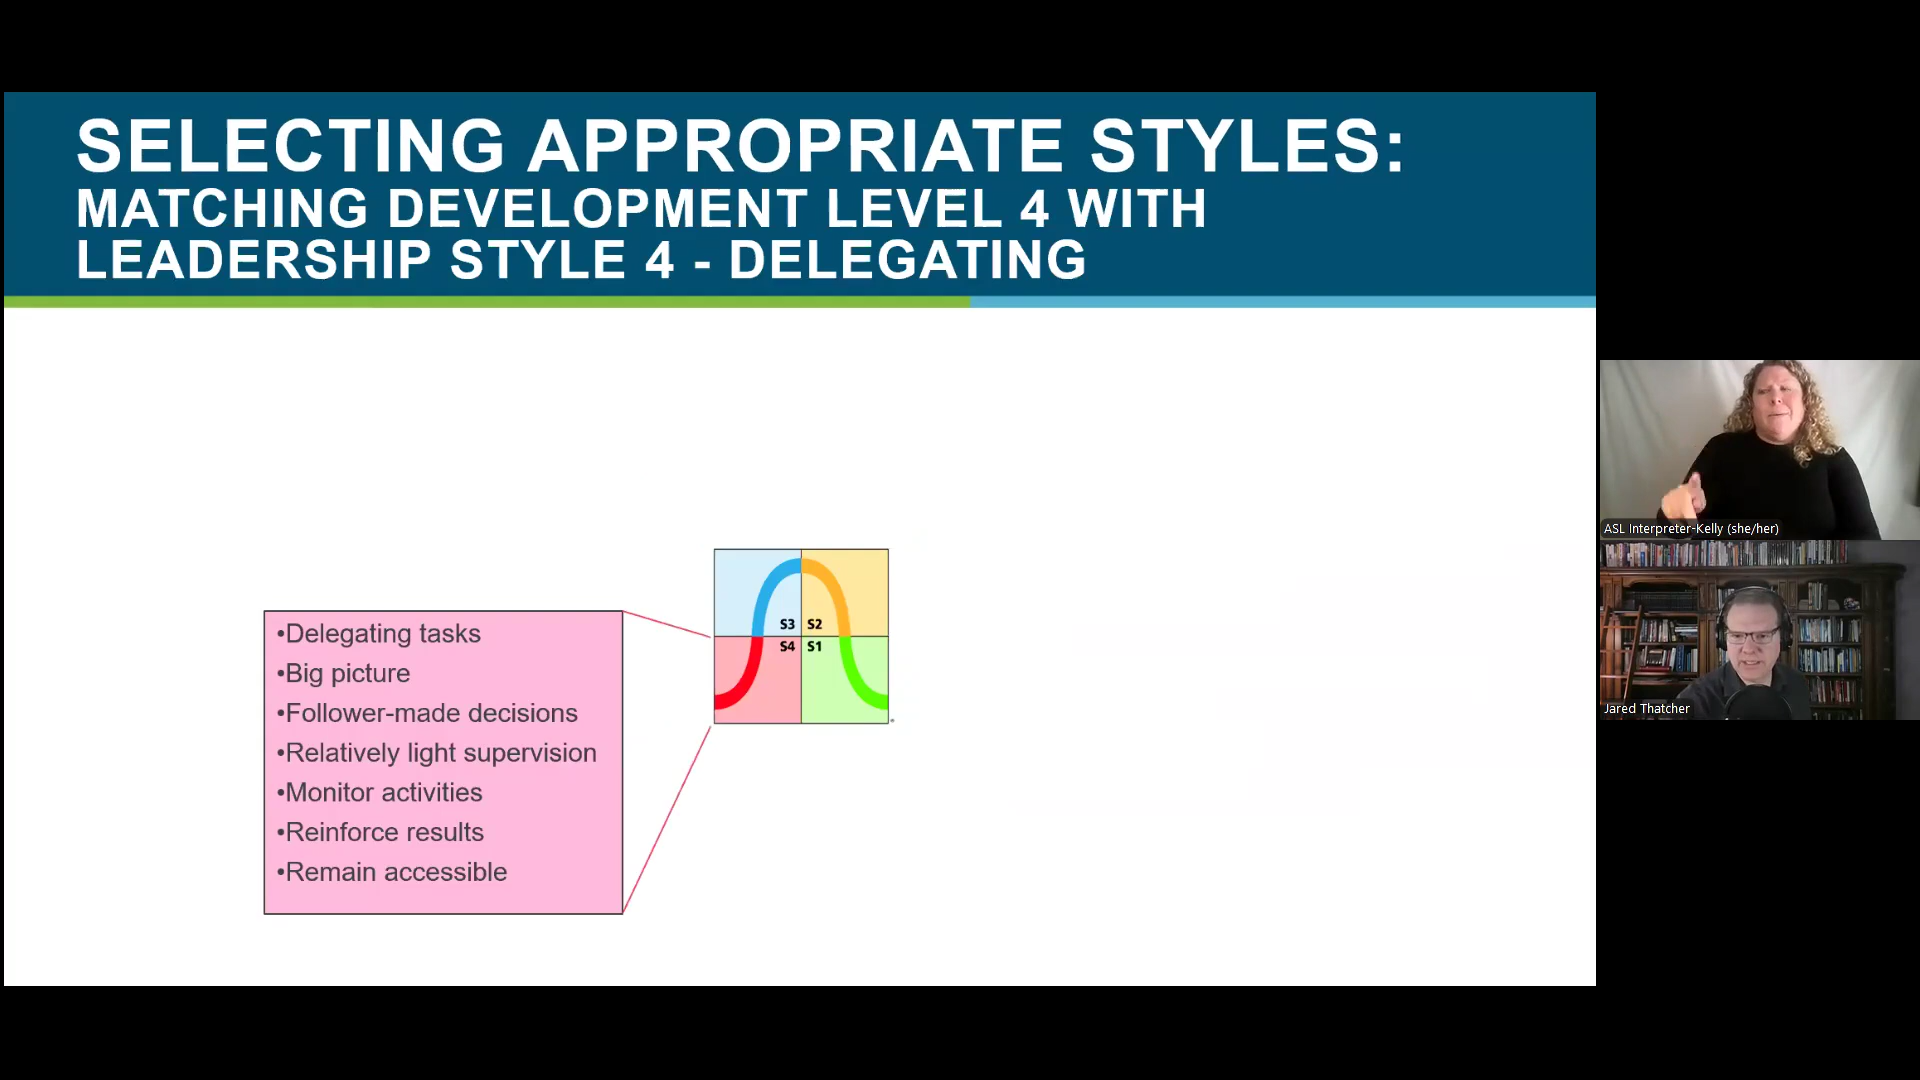 SELECTING APPROPRIATE STYLES:
MATCHING DEVELOPMENT LEVEL 4 WITH
LEADERSHIP STYLE 4 - DELEGATING
•Delegating tasks
•Big picture
•Follower-made decisions
•Relatively light supervision
•Monitor activities
•Reinforce results
•Remain accessible
S3 S2
S4 S1
ASL Interpreter-Kelly (she/her)
Jared Thatcher